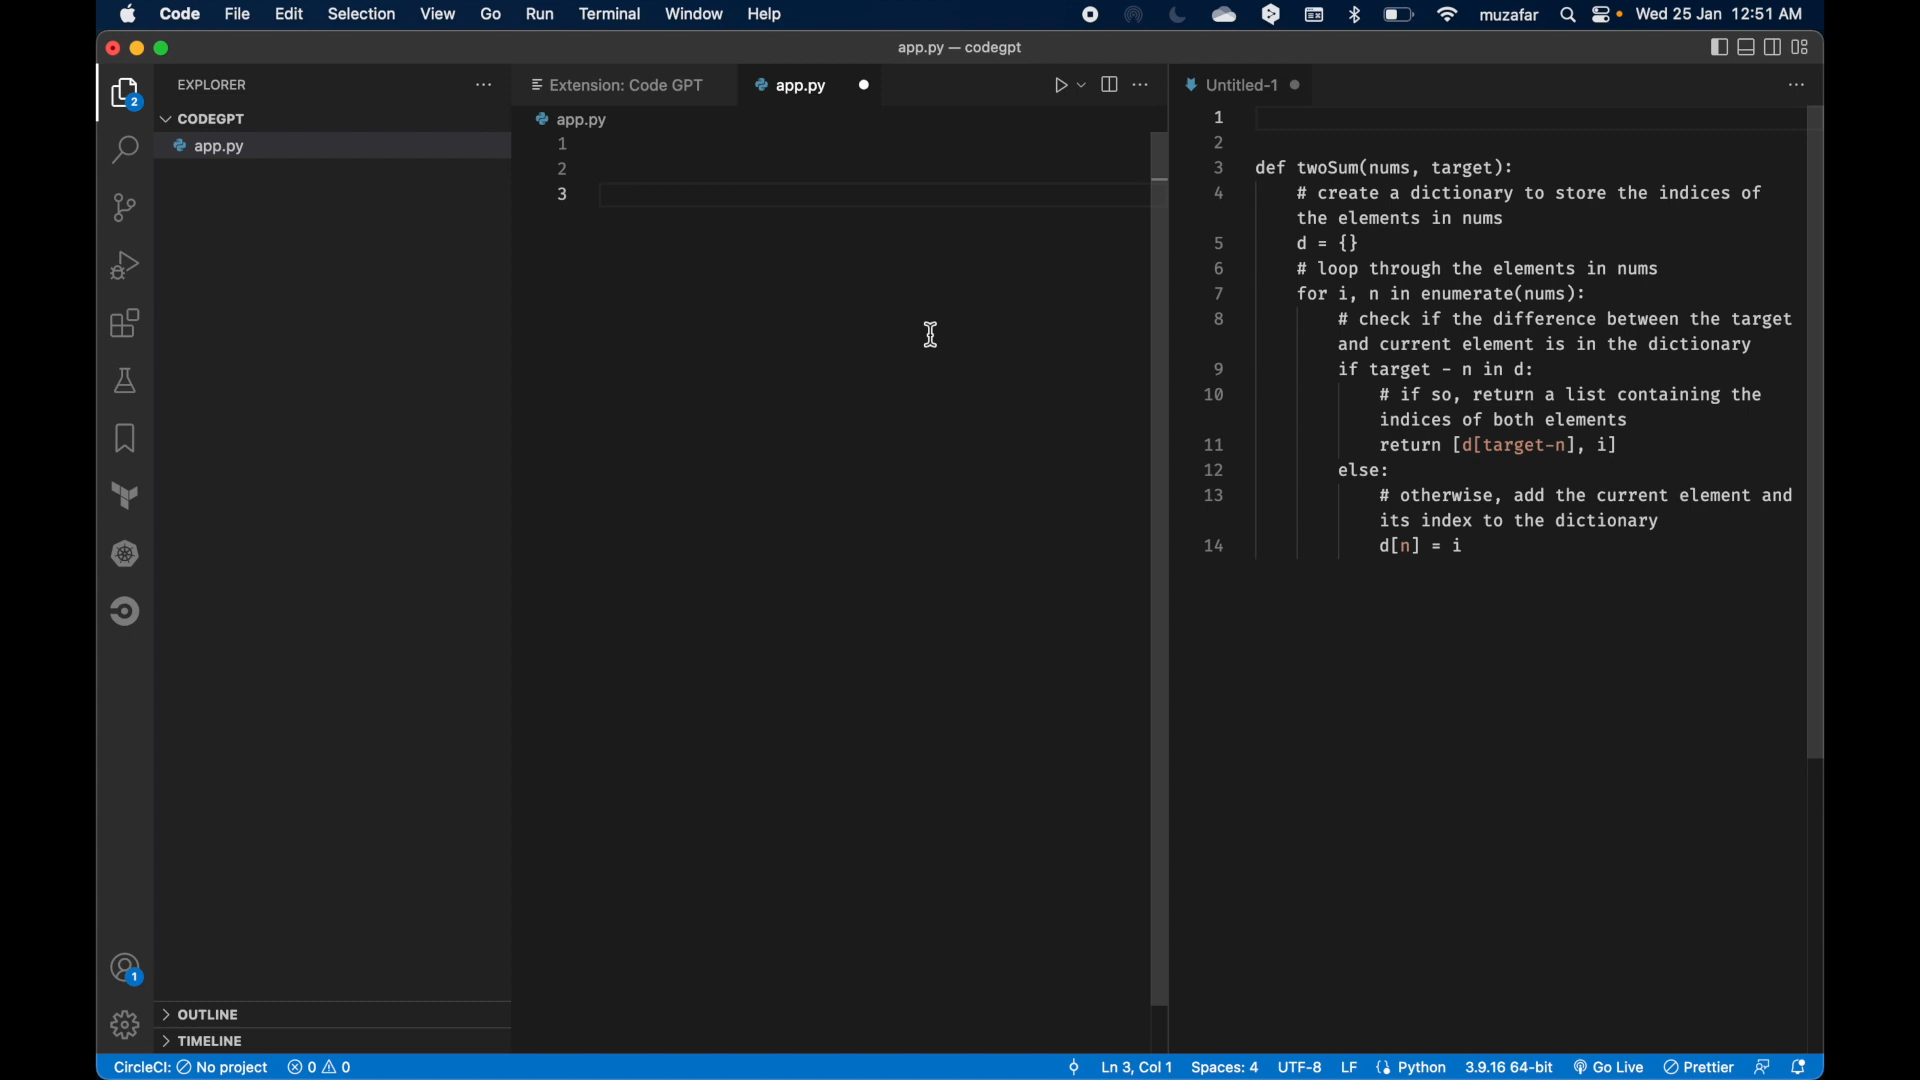 Code File Edit Selection View Go Run Terminal Window Help muzafar Wed 25 Jan 12:51 AM
app.py — codegpt
EXPLORER
CODEGPT
app.py
2
1
OUTLINE
TIMELINE
Extension: Code GPT app.py
app.py
1
2
3
Untitled-1
1
2
3 def twoSum(nums, target):
4 # create a dictionary to store the indices of
the elements in nums
5 d = {}
6 # loop through the elements in nums
7 for i, n in enumerate(nums):
8 # check if the difference between the target
and current element is in the dictionary
9 if target - n in d:
10 # if so, return a list containing the
indices of both elements
11 return [d[target-n], i]
12 else:
13 # otherwise, add the current element and
its index to the dictionary
14 d[n] = i
CircleCI: No project 0 0 Ln 3, Col 1 Spaces: 4 UTF-8 LF Python 3.9.16 64-bit Go Live Prettier